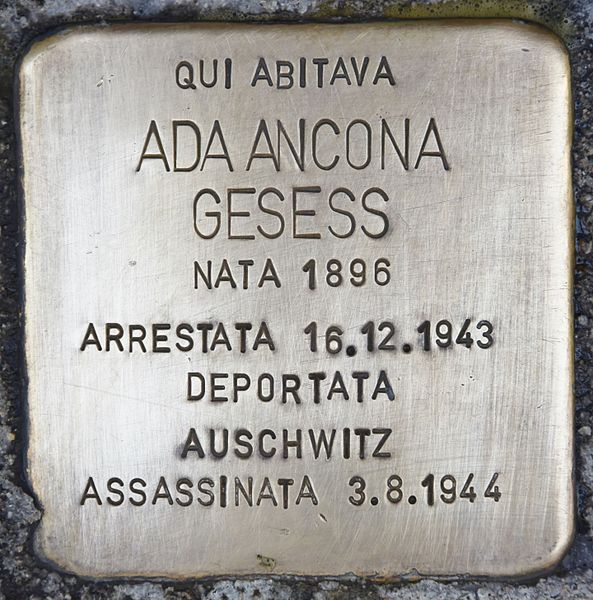 QUI ABITAVA
ADA ANCONA
GESESS
NATA 1896
ARRESTATA 16.12.1943
DEPORTATA
AUSCHWITZ
ASSASSINATA 3.8.1944